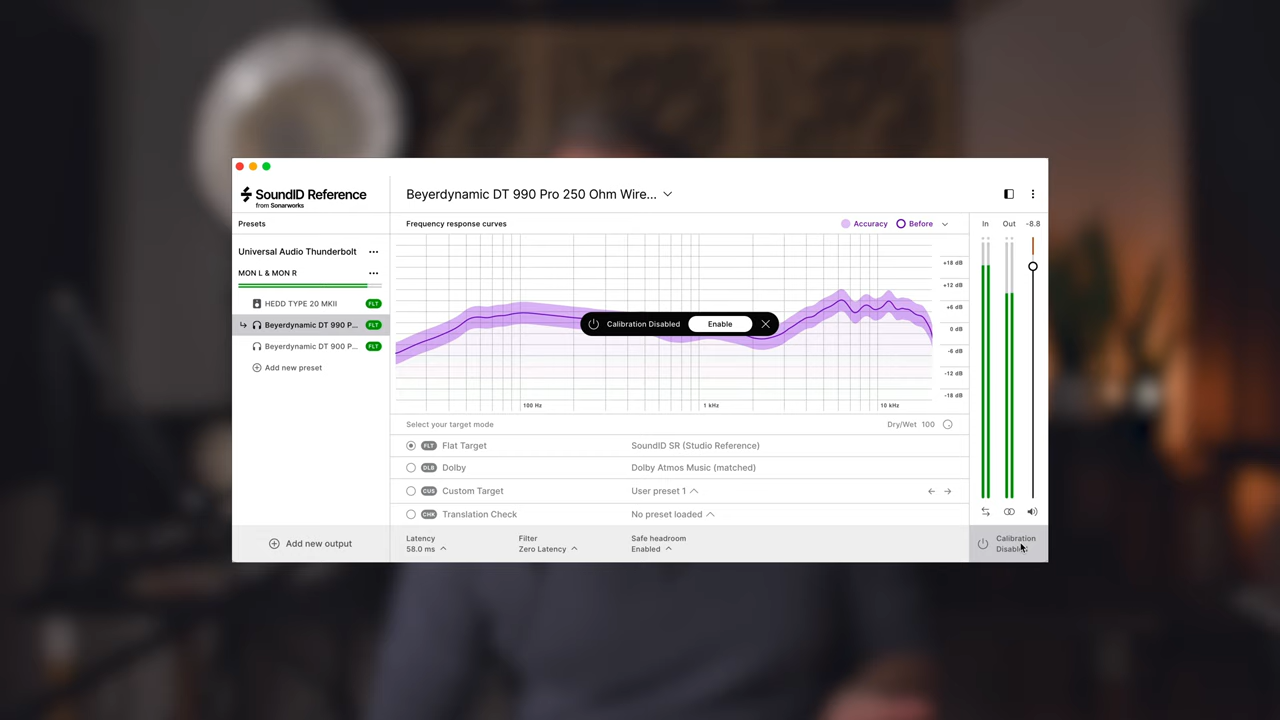 SoundID Reference
from Sonarworks
Beyerdynamic DT 990 Pro 250 Ohm Wire...
Presets
Frequency response curves
Accuracy
Before
In
Out
-8.8
Universal Audio Thunderbolt
MON L & MON R
HEDD TYPE 20 MKII
FLT
Beyerdynamic DT 990 P...
FLT
Beyerdynamic DT 900 P...
FLT
Add new preset
+18 dB
+12 dB
+6 dB
0 dB
-6 dB
-12 dB
-18 dB
Calibration Disabled
Enable
100 Hz
1 kHz
10 kHz
Select your target mode
Dry/Wet 100
FLT
Flat Target
SoundID SR (Studio Reference)
DLB
Dolby
Dolby Atmos Music (matched)
CUS
Custom Target
User preset 1
CHK
Translation Check
No preset loaded
Add new output
Latency
58.0 ms
Filter
Zero Latency
Safe headroom
Enabled
Calibration
Disabled